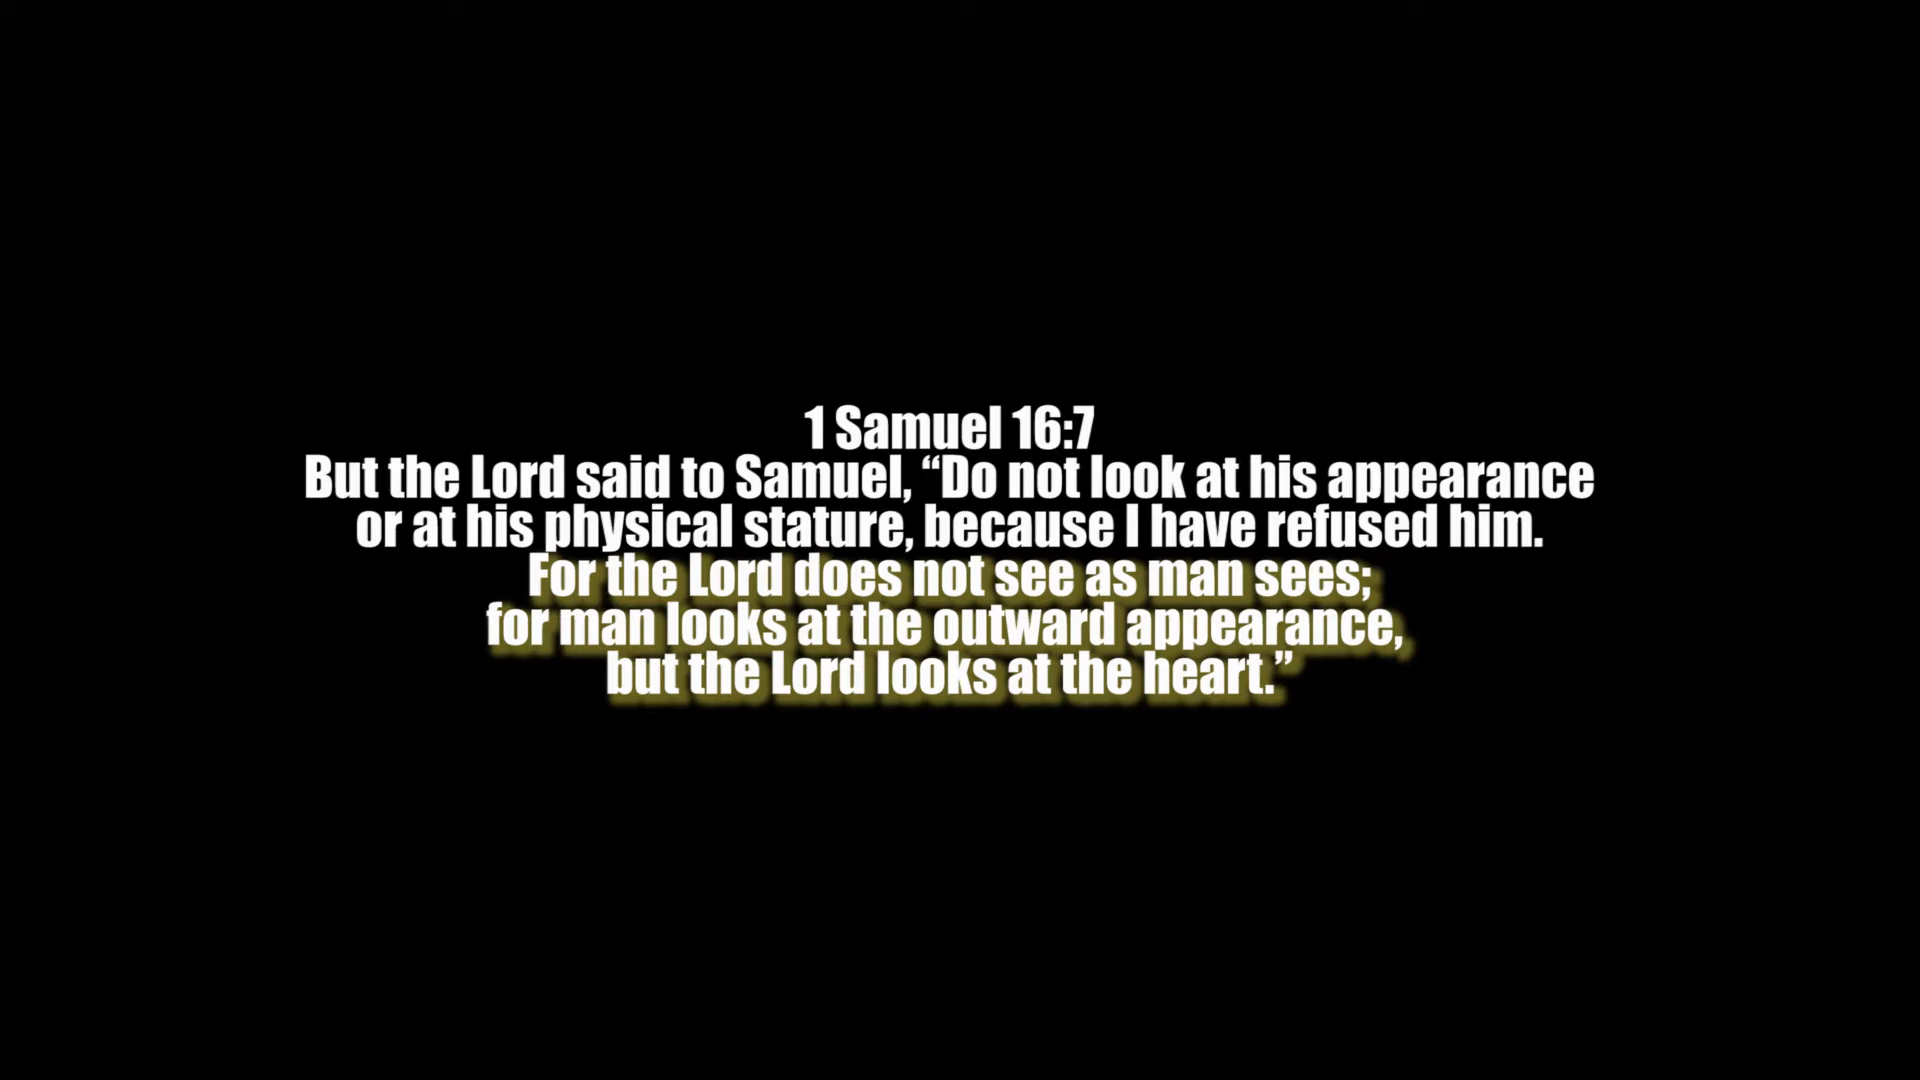 1 Samuel 16:7
But the Lord said to Samuel, “Do not look at his appearance
or at his physical stature, because I have refused him.
For the Lord does not see as man sees;
for man looks at the outward appearance,
but the Lord looks at the heart.”